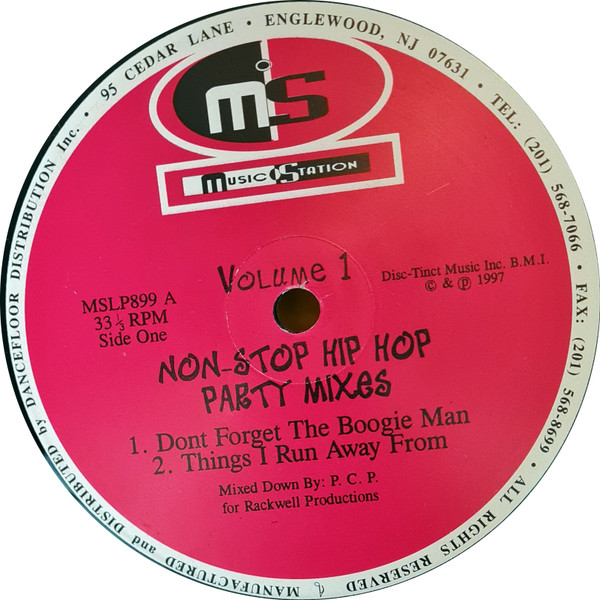 MANUFACTURED and DISTRIBUTED by DANCEFLOOR DISTRIBUTION Inc. • 95 CEDAR LANE • ENGLEWOOD, NJ 07631 • TEL: (201) 568-7066 • FAX: (201) 568-8699 • ALL RIGHTS RESERVED •
MS
MUSIC STATION
VOLUME 1
MSLP899 A
33 1/3 RPM
Side One
Disc-Tinct Music Inc. B.M.I.
© & ℗ 1997
NON-STOP HIP HOP
PARTY MIXES
1. Dont Forget The Boogie Man
2. Things I Run Away From
Mixed Down By: P. C. P.
for Rackwell Productions